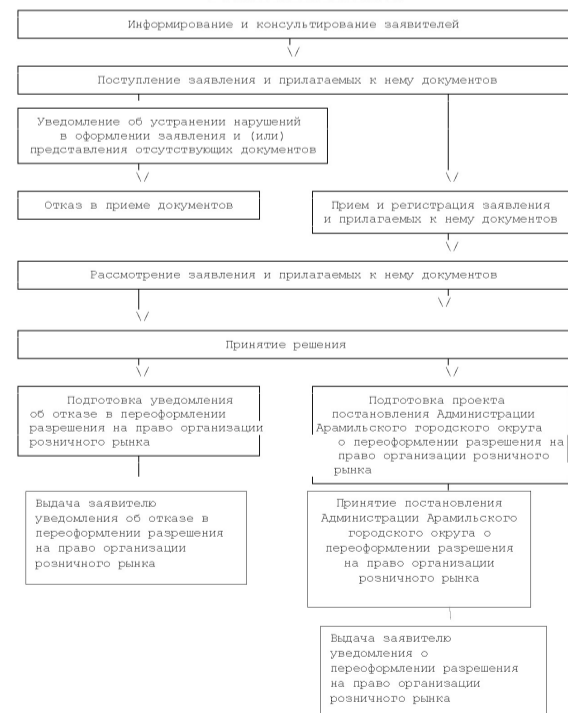 Информирование и консультирование заявителей
\/
Поступление заявления и прилагаемых к нему документов
Уведомление об устранении нарушений
в оформлении заявления и (или)
представления отсутствующих документов
\/
\/
Отказ в приеме документов
Прием и регистрация заявления
и прилагаемых к нему документов
\/
Рассмотрение заявления и прилагаемых к нему документов
\/
\/
Принятие решения
\/
\/
Подготовка уведомления
об отказе в переоформлении
разрешения на право организации
розничного рынка
Подготовка проекта
постановления Администрации
Арамильского городского округа
о переоформлении разрешения на
право организации розничного
рынка
Выдача заявителю
уведомления об отказе в
переоформлении разрешения
на право организации
розничного рынка
Принятие постановления
Администрации Арамильского
городского округа о
переоформлении разрешения
на право организации
розничного рынка
Выдача заявителю
уведомления о
переоформлении разрешения
на право организации
розничного рынка